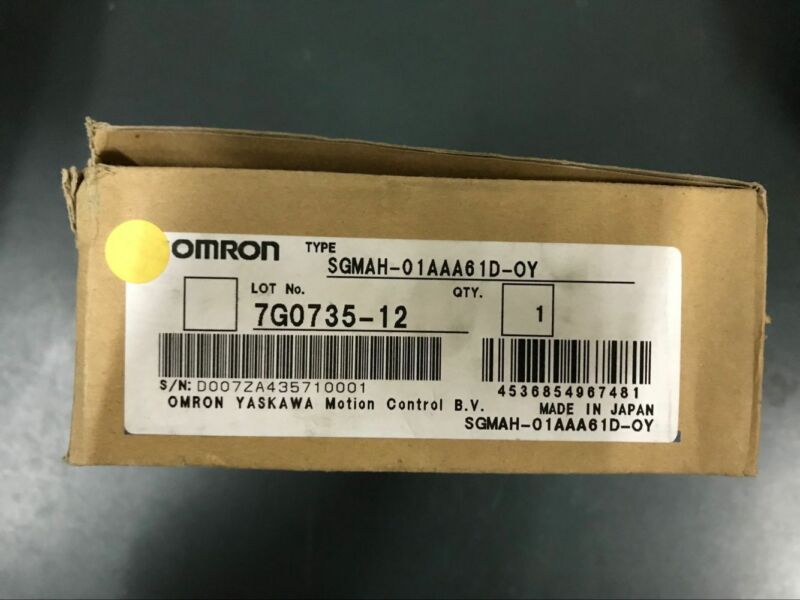 OMRON TYPE SGMAH-01AAA61D-OY
LOT No. 7G0735-12 QTY. 1
S/N: D007ZA435710001 4536854967481
OMRON YASKAWA Motion Control B.V. MADE IN JAPAN
SGMAH-01AAA61D-OY